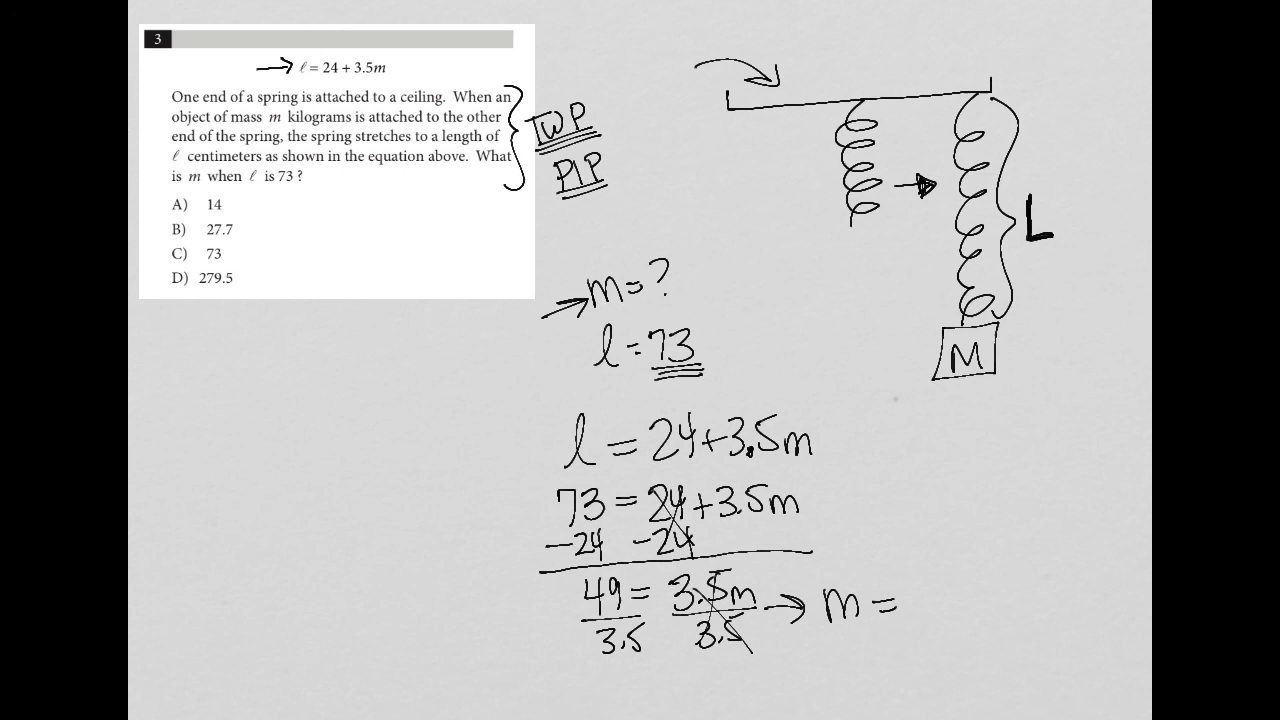 3
→ ℓ = 24 + 3.5m
One end of a spring is attached to a ceiling. When an
object of mass m kilograms is attached to the other
end of the spring, the spring stretches to a length of
ℓ centimeters as shown in the equation above. What
is m when ℓ is 73 ?
A) 14
B) 27.7
C) 73
D) 279.5
TWP
PIP
L
M
→ m = ?
l = 73
l = 24 + 3.5m
73 = 24 + 3.5m
-24 -24
49 = 3.5m → m =
3.5 3.5